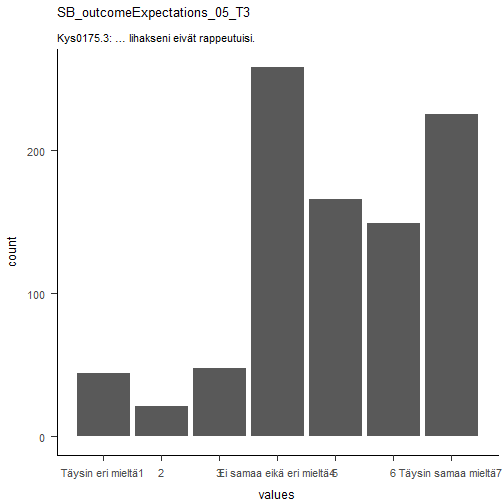 SB_outcomeExpectations_05_T3
Kys0175.3: … lihakseni eivät rappeutuisi.
200
100
0
count
Täysin eri mieltä1 2 3 Ei samaa eikä eri mieltä4 5 6 Täysin samaa mieltä7
values